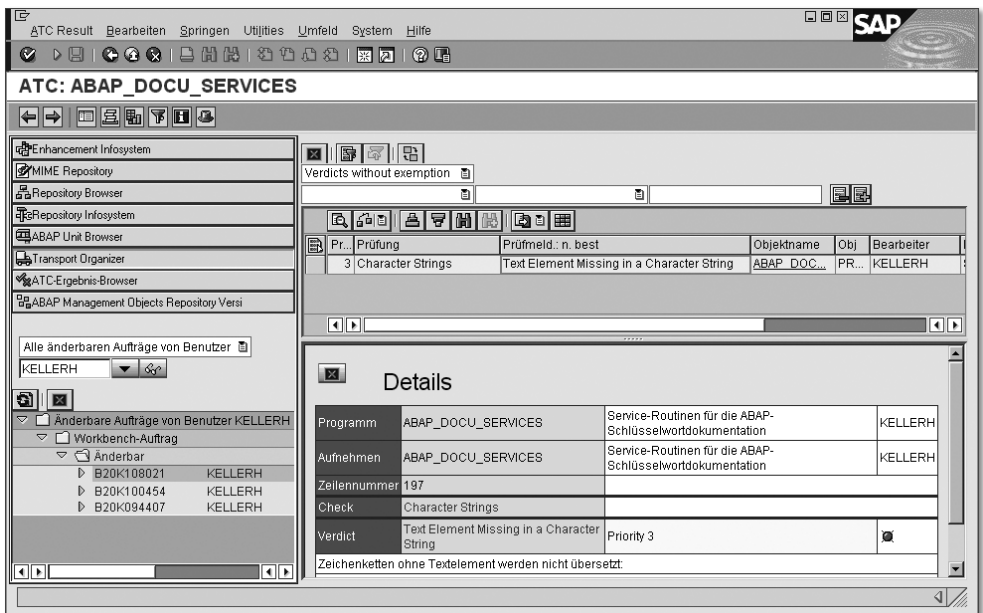 ATC Result Bearbeiten Springen Utilities Umfeld System Hilfe
SAP
ATC: ABAP_DOCU_SERVICES
Enhancement Infosystem
MIME Repository
Repository Browser
Repository Infosystem
ABAP Unit Browser
Transport Organizer
ATC-Ergebnis-Browser
ABAP Management Objects Repository Versi
Alle änderbaren Aufträge von Benutzer
KELLERH
Änderbare Aufträge von Benutzer KELLERH
Workbench-Auftrag
Änderbar
B20K108021 KELLERH
B20K100454 KELLERH
B20K094407 KELLERH
Verdicts without exemption
Pr... Prüfung Prüfmeld.: n. best Objektname Obj Bearbeiter
3 Character Strings Text Element Missing in a Character String ABAP_DOC... PR... KELLERH
Details
Programm ABAP_DOCU_SERVICES Service-Routinen für die ABAP-
Schlüsselwortdokumentation KELLERH
Aufnehmen ABAP_DOCU_SERVICES Service-Routinen für die ABAP-
Schlüsselwortdokumentation KELLERH
Zeilennummer 197
Check Character Strings
Verdict Text Element Missing in a Character
String Priority 3
Zeichenketten ohne Textelement werden nicht übersetzt: